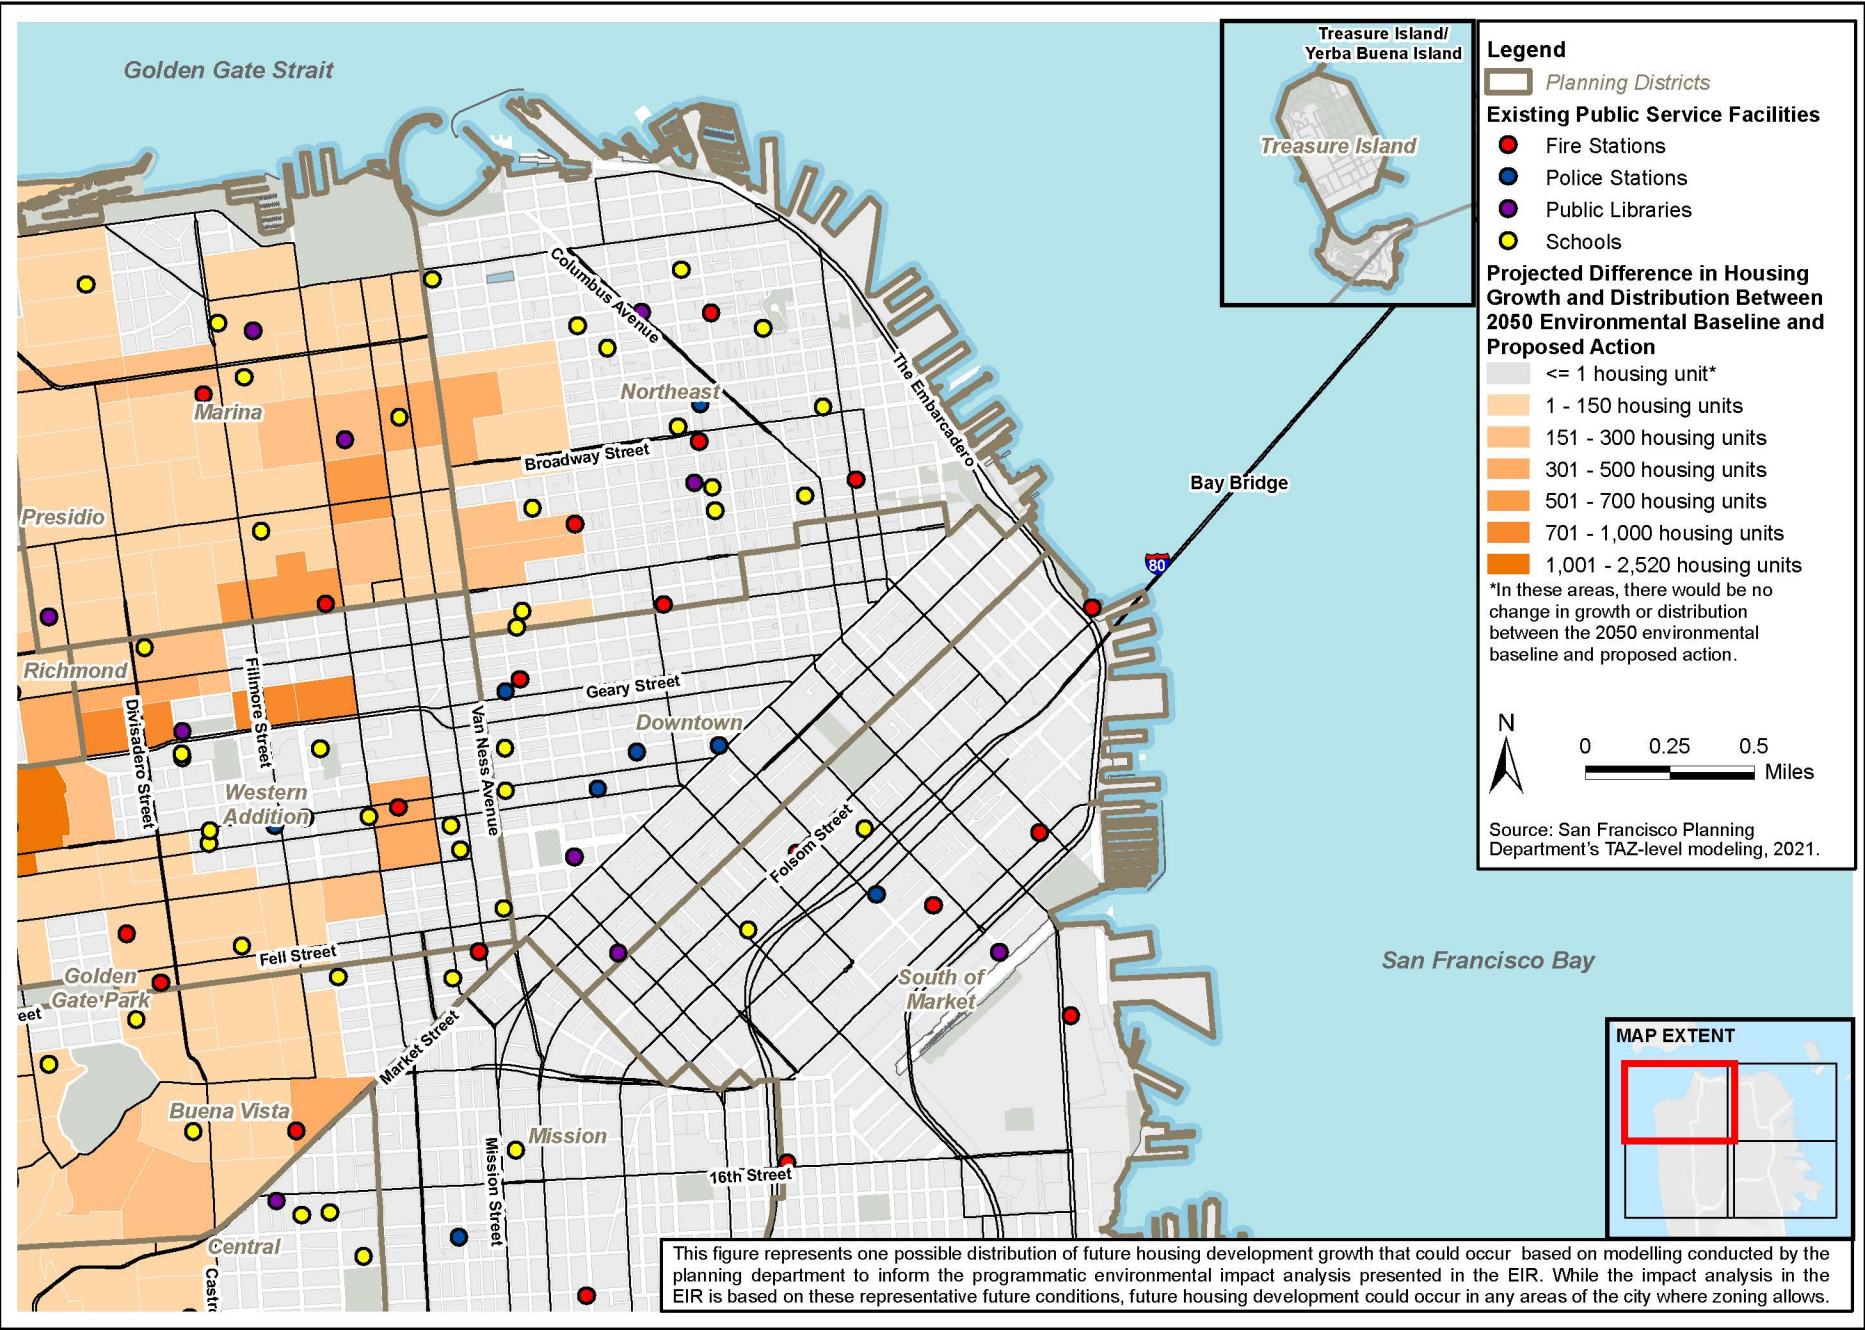 Golden Gate Strait
Treasure Island/
Yerba Buena Island
Treasure Island
Legend
Planning Districts
Existing Public Service Facilities
Fire Stations
Police Stations
Public Libraries
Schools
Projected Difference in Housing
Growth and Distribution Between
2050 Environmental Baseline and
Proposed Action
<= 1 housing unit*
1 - 150 housing units
151 - 300 housing units
301 - 500 housing units
501 - 700 housing units
701 - 1,000 housing units
1,001 - 2,520 housing units
*In these areas, there would be no
change in growth or distribution
between the 2050 environmental
baseline and proposed action.
N
0 0.25 0.5
Miles
Source: San Francisco Planning
Department's TAZ-level modeling, 2021.
Columbus Avenue
The Embarcadero
Northeast
Marina
Broadway Street
Bay Bridge
Presidio
80
Richmond
Fillmore Street
Divisadero Street
Geary Street
Van Ness Avenue
Downtown
Western
Addition
Folsom Street
Fell Street
Golden
Gate Park
eet
South of
Market
San Francisco Bay
Market Street
Buena Vista
Mission
Mission Street
16th Street
Central
Castro
MAP EXTENT
This figure represents one possible distribution of future housing development growth that could occur based on modelling conducted by the
planning department to inform the programmatic environmental impact analysis presented in the EIR. While the impact analysis in the
EIR is based on these representative future conditions, future housing development could occur in any areas of the city where zoning allows.